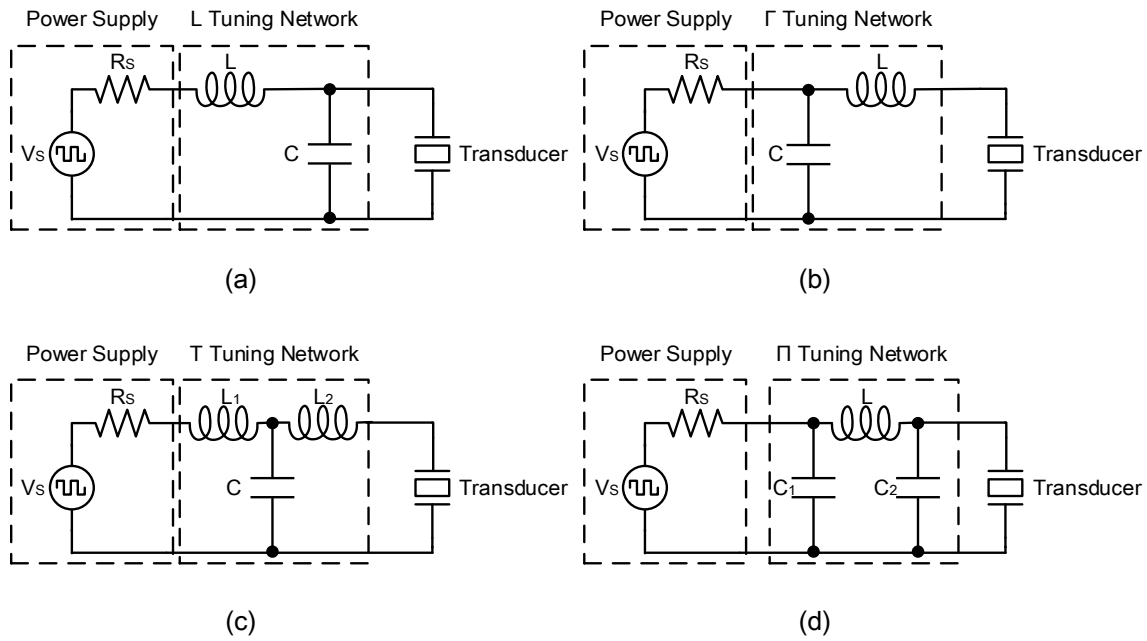 Power Supply L Tuning Network
Rs L
Vs C Transducer
(a)
Power Supply Γ Tuning Network
Rs L
Vs C Transducer
(b)
Power Supply T Tuning Network
Rs L1 L2
Vs C Transducer
(c)
Power Supply Π Tuning Network
Rs L
Vs C1 C2 Transducer
(d)